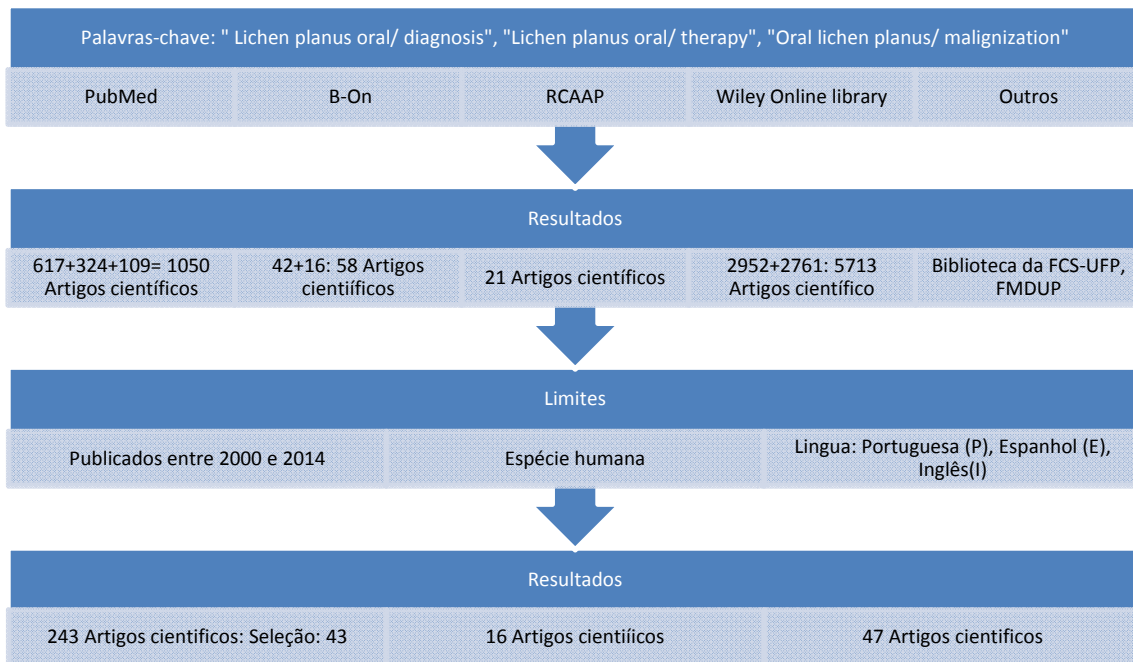 Palavras-chave: " Lichen planus oral/ diagnosis", "Lichen planus oral/ therapy", "Oral lichen planus/ malignization"
PubMed
B-On
RCAAP
Wiley Online library
Outros
Resultados
617+324+109= 1050
Artigos científicos
42+16: 58 Artigos
cientiíficos
21 Artigos científicos
2952+2761: 5713
Artigos científico
Biblioteca da FCS-UFP,
FMDUP
Limites
Publicados entre 2000 e 2014
Espécie humana
Lingua: Portuguesa (P), Espanhol (E),
Inglês(I)
Resultados
243 Artigos cientificos: Seleção: 43
16 Artigos cientiíicos
47 Artigos cientificos